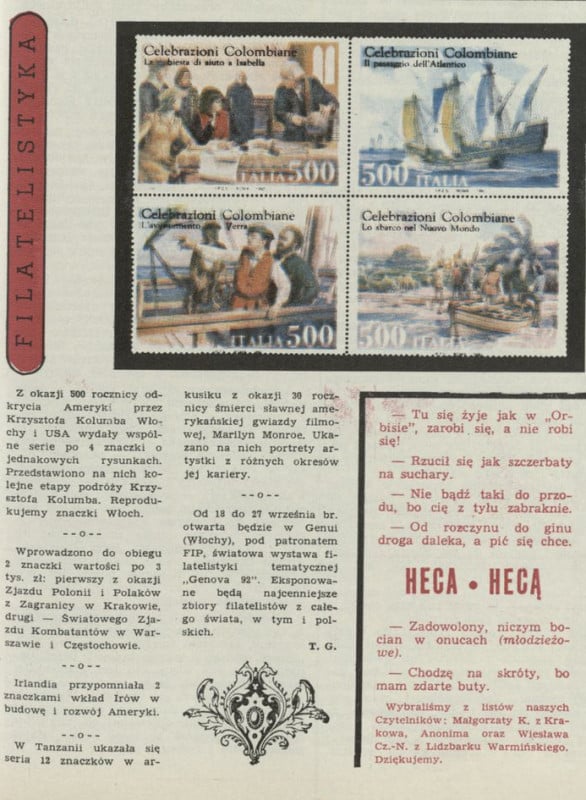 FILATELISTYKA
Celebrazioni Colombiane
La richiesta di aiuto a Isabella
ITALIA 500
Celebrazioni Colombiane
Il passaggio dell'Atlantico
500 ITALIA
Celebrazioni Colombiane
L'avvistamento della Terra
ITALIA 500
Celebrazioni Colombiane
Lo sbarco nel Nuovo Mondo
500 ITALIA
Z okazji 500 rocznicy od-
krycia Ameryki przez
Krzysztofa Kolumba Wło-
chy i USA wydały wspól-
ne serie po 4 znaczki o
jednakowych rysunkach.
Przedstawiono na nich ko-
lejne etapy podróży Krzy-
sztofa Kolumba. Reprodu-
kujemy znaczki Włoch.
—o—
Wprowadzono do obiegu
2 znaczki wartości po 3
tys. zł: pierwszy z okazji
Zjazdu Polonii i Polaków
z Zagranicy w Krakowie,
drugi — Światowego Zja-
zdu Kombatantów w War-
szawie i Częstochowie.
—o—
Irlandia przypomniała 2
znaczkami wkład Irów w
budowę i rozwój Ameryki.
—o—
W Tanzanii ukazała się
seria 12 znaczków w ar-
kusiku z okazji 30 rocz-
nicy śmierci sławnej ame-
rykańskiej gwiazdy filmo-
wej, Marilyn Monroe. Uka-
zano na nich portrety ar-
tystki z różnych okresów
jej kariery.
—o—
Od 18 do 27 września br.
otwarta będzie w Genui
(Włochy), pod patronatem
FIP, światowa wystawa fi-
latelistyki tematycznej
„Genova 92”. Eksponowa-
ne będą najcenniejsze
zbiory filatelistów z całe-
go świata, w tym i pol-
skich.
T. G.
— Tu się żyje jak w „Or-
bisie”, zarobi się, a nie robi
się!
— Rzucił się jak szczerbaty
na suchary.
— Nie bądź taki do przo-
du, bo cię z tyłu zabraknie.
— Od rozczynu do ginu
droga daleka, a pić się chce.
HECA • HECĄ
— Zadowolony, niczym bo-
cian w onucach (młodzieżo-
we).
— Chodzę na skróty, bo
mam zdarte buty.
Wybraliśmy z listów naszych
Czytelników: Małgorzaty K. z Kra-
kowa, Anonima oraz Wiesława
Cz.-N. z Lidzbarku Warmińskiego.
Dziękujemy.